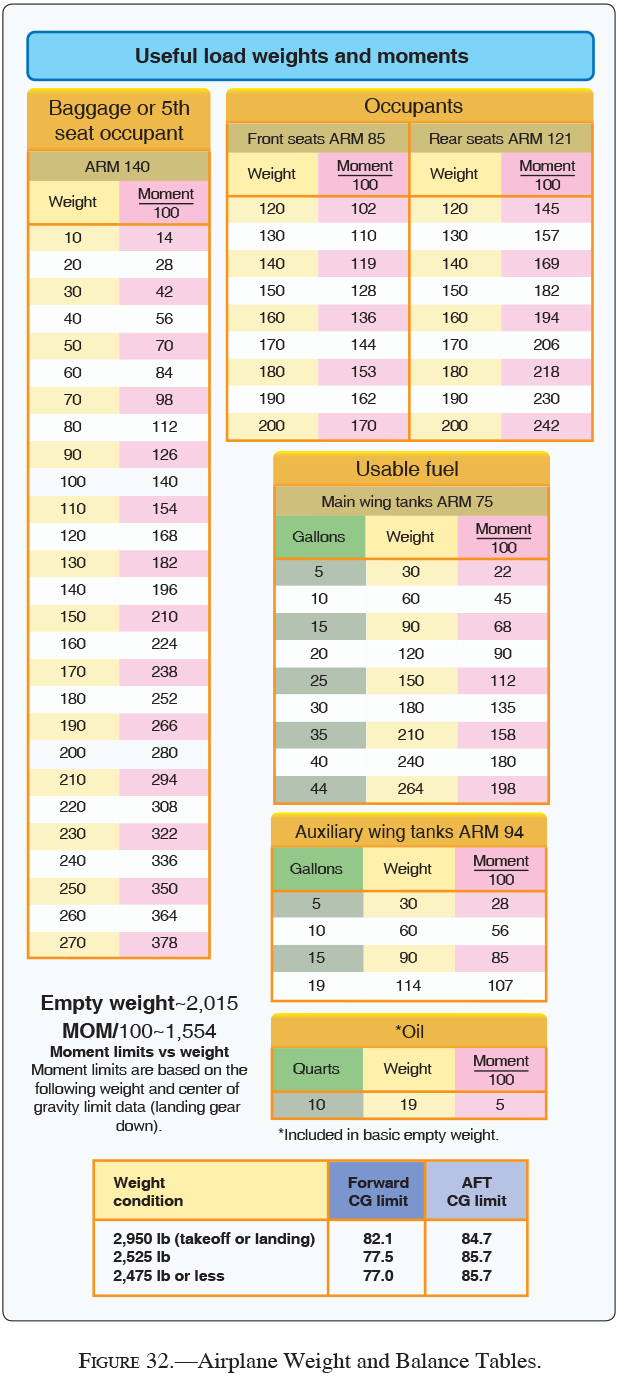 Useful load weights and moments
Baggage or 5th
seat occupant
ARM 140
Weight Moment
100
10 14
20 28
30 42
40 56
50 70
60 84
70 98
80 112
90 126
100 140
110 154
120 168
130 182
140 196
150 210
160 224
170 238
180 252
190 266
200 280
210 294
220 308
230 322
240 336
250 350
260 364
270 378
Occupants
Front seats ARM 85 Rear seats ARM 121
Weight Moment
100
Weight Moment
100
120 102 120 145
130 110 130 157
140 119 140 169
150 128 150 182
160 136 160 194
170 144 170 206
180 153 180 218
190 162 190 230
200 170 200 242
Usable fuel
Main wing tanks ARM 75
Gallons Weight Moment
100
5 30 22
10 60 45
15 90 68
20 120 90
25 150 112
30 180 135
35 210 158
40 240 180
44 264 198
Auxiliary wing tanks ARM 94
Gallons Weight Moment
100
5 30 28
10 60 56
15 90 85
19 114 107
*Oil
Quarts Weight Moment
100
10 19 5
*Included in basic empty weight.
Empty weight~2,015
MOM/100~1,554
Moment limits vs weight
Moment limits are based on the
following weight and center of
gravity limit data (landing gear
down).
Weight
condition
Forward
CG limit
AFT
CG limit
2,950 lb (takeoff or landing) 82.1 84.7
2,525 lb 77.5 85.7
2,475 lb or less 77.0 85.7
FIGURE 32.—Airplane Weight and Balance Tables.